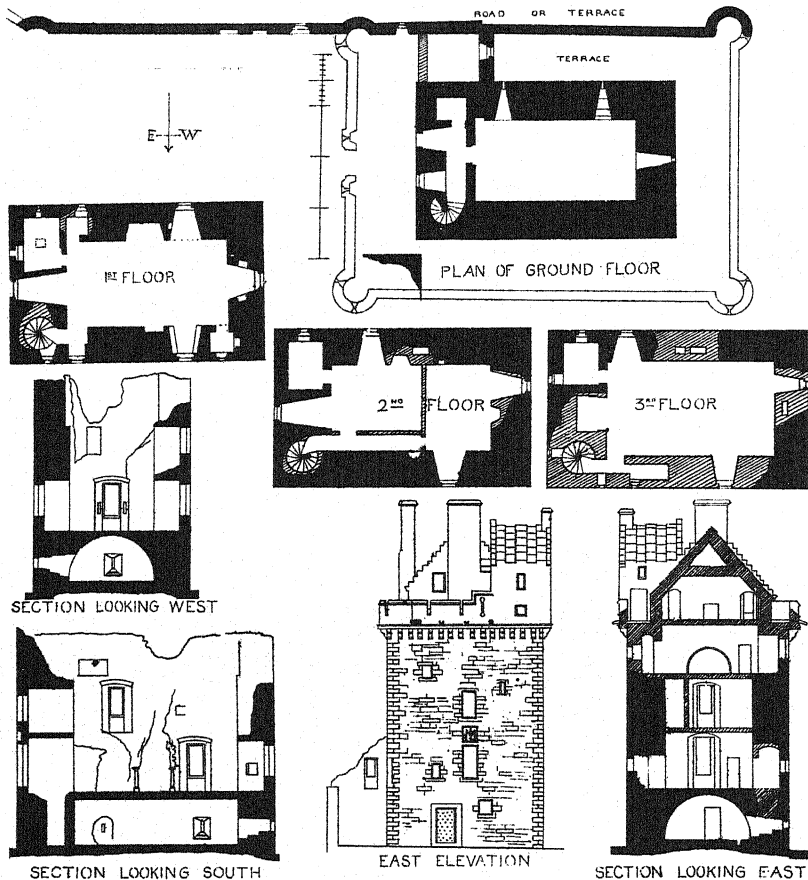 ROAD OR TERRACE
TERRACE
E W
PLAN OF GROUND FLOOR
1ST FLOOR
2ND FLOOR
3RD FLOOR
SECTION LOOKING WEST
SECTION LOOKING SOUTH
EAST ELEVATION
SECTION LOOKING EAST